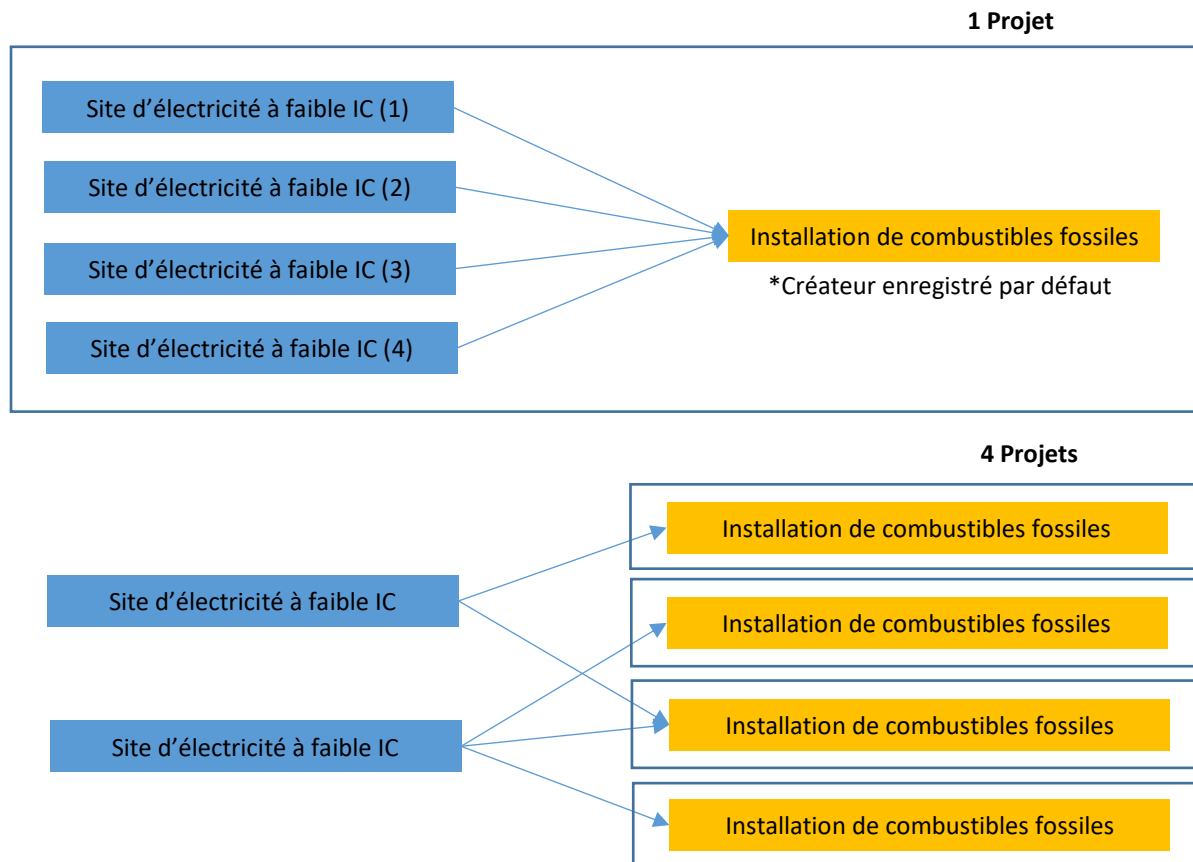 1 Projet
Site d’électricité à faible IC (1)
Site d’électricité à faible IC (2)
Site d’électricité à faible IC (3)
Site d’électricité à faible IC (4)
Installation de combustibles fossiles
*Créateur enregistré par défaut
4 Projets
Site d’électricité à faible IC
Site d’électricité à faible IC
Installation de combustibles fossiles
Installation de combustibles fossiles
Installation de combustibles fossiles
Installation de combustibles fossiles